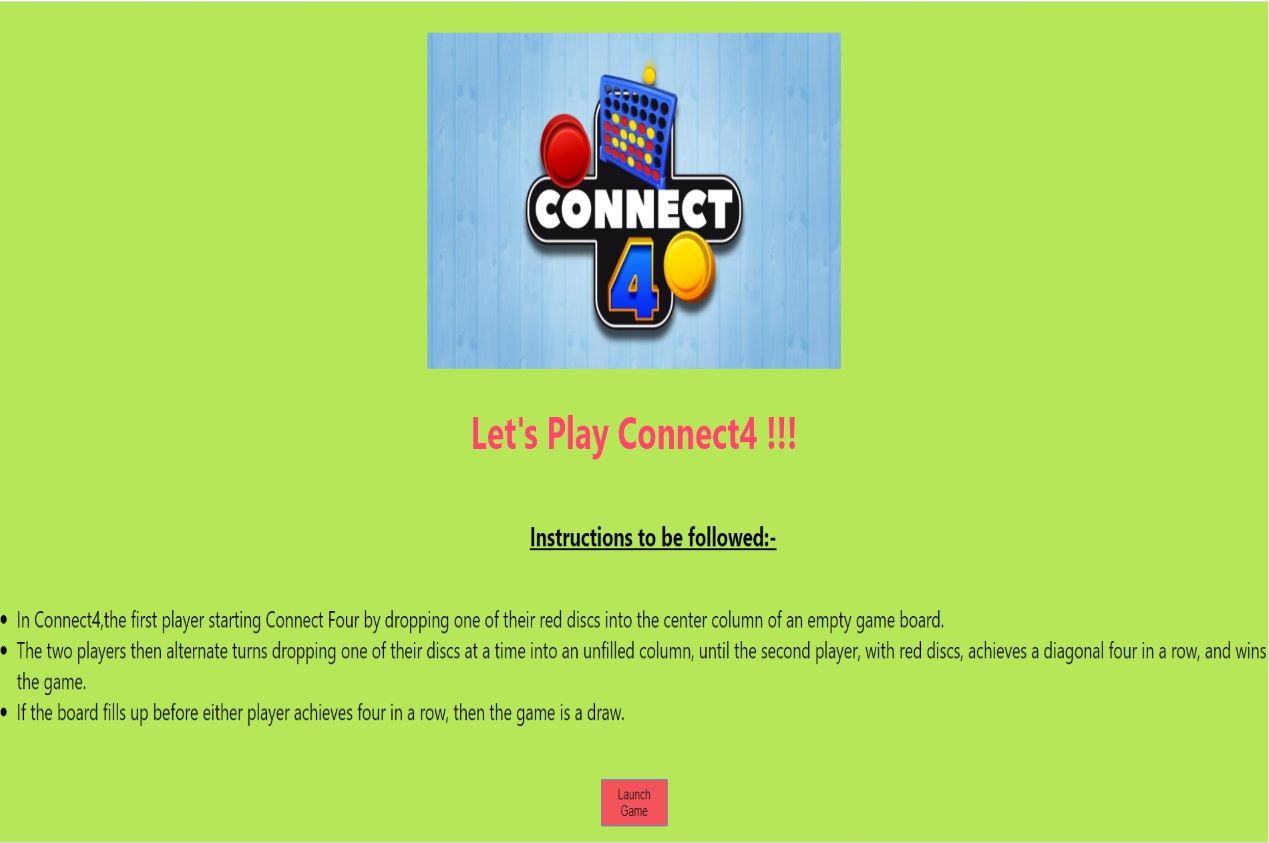 CONNECT
4
Let's Play Connect4 !!!
Instructions to be followed:-
• In Connect4,the first player starting Connect Four by dropping one of their red discs into the center column of an empty game board.
• The two players then alternate turns dropping one of their discs at a time into an unfilled column, until the second player, with red discs, achieves a diagonal four in a row, and wins
the game.
• If the board fills up before either player achieves four in a row, then the game is a draw.
Launch
Game